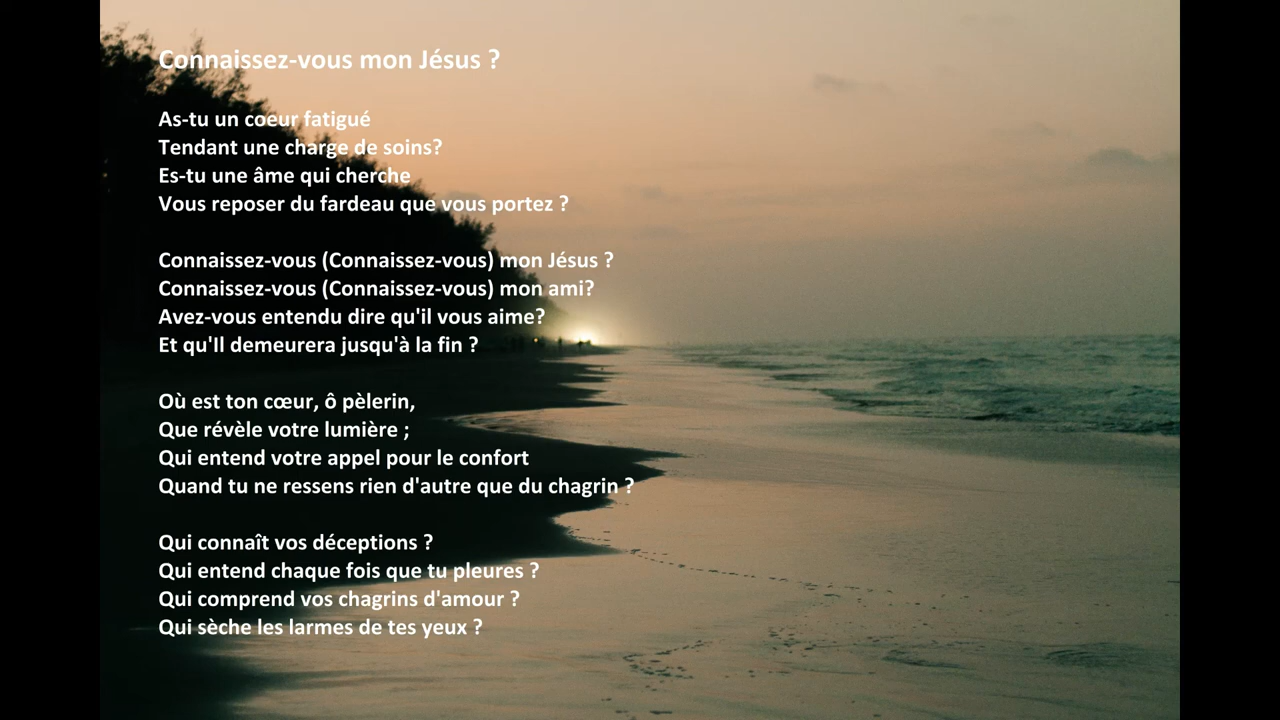 Connaissez-vous mon Jésus ?
As-tu un coeur fatigué
Tendant une charge de soins?
Es-tu une âme qui cherche
Vous reposer du fardeau que vous portez ?
Connaissez-vous (Connaissez-vous) mon Jésus ?
Connaissez-vous (Connaissez-vous) mon ami?
Avez-vous entendu dire qu'il vous aime?
Et qu'Il demeurera jusqu'à la fin ?
Où est ton cœur, ô pèlerin,
Que révèle votre lumière ;
Qui entend votre appel pour le confort
Quand tu ne ressens rien d'autre que du chagrin ?
Qui connaît vos déceptions ?
Qui entend chaque fois que tu pleures ?
Qui comprend vos chagrins d'amour ?
Qui sèche les larmes de tes yeux ?